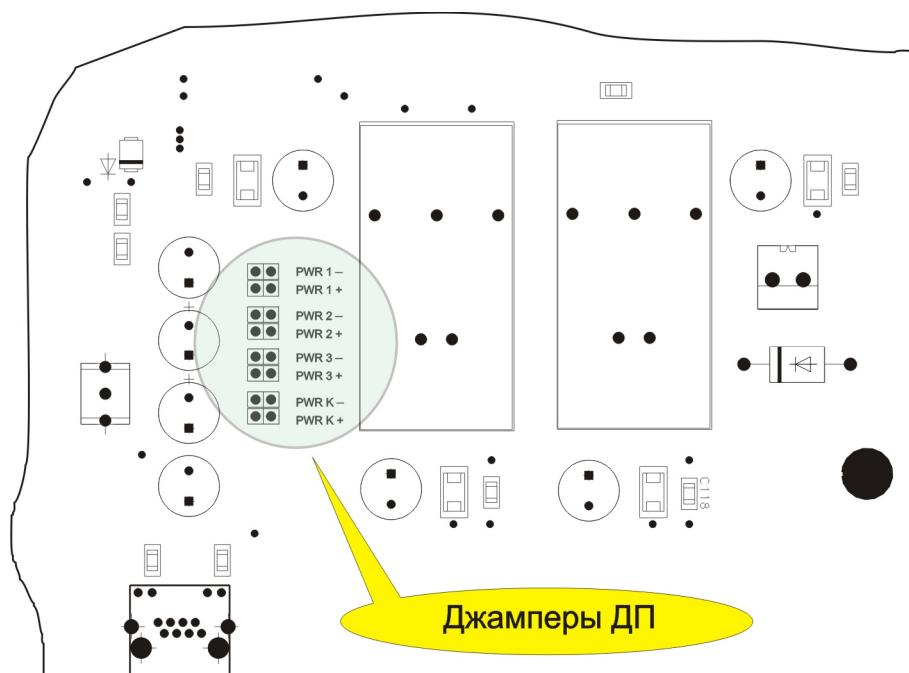 PWR 1 –
PWR 1 +
PWR 2 –
PWR 2 +
PWR 3 –
PWR 3 +
PWR K –
PWR K +
C118
Джамперы ДП